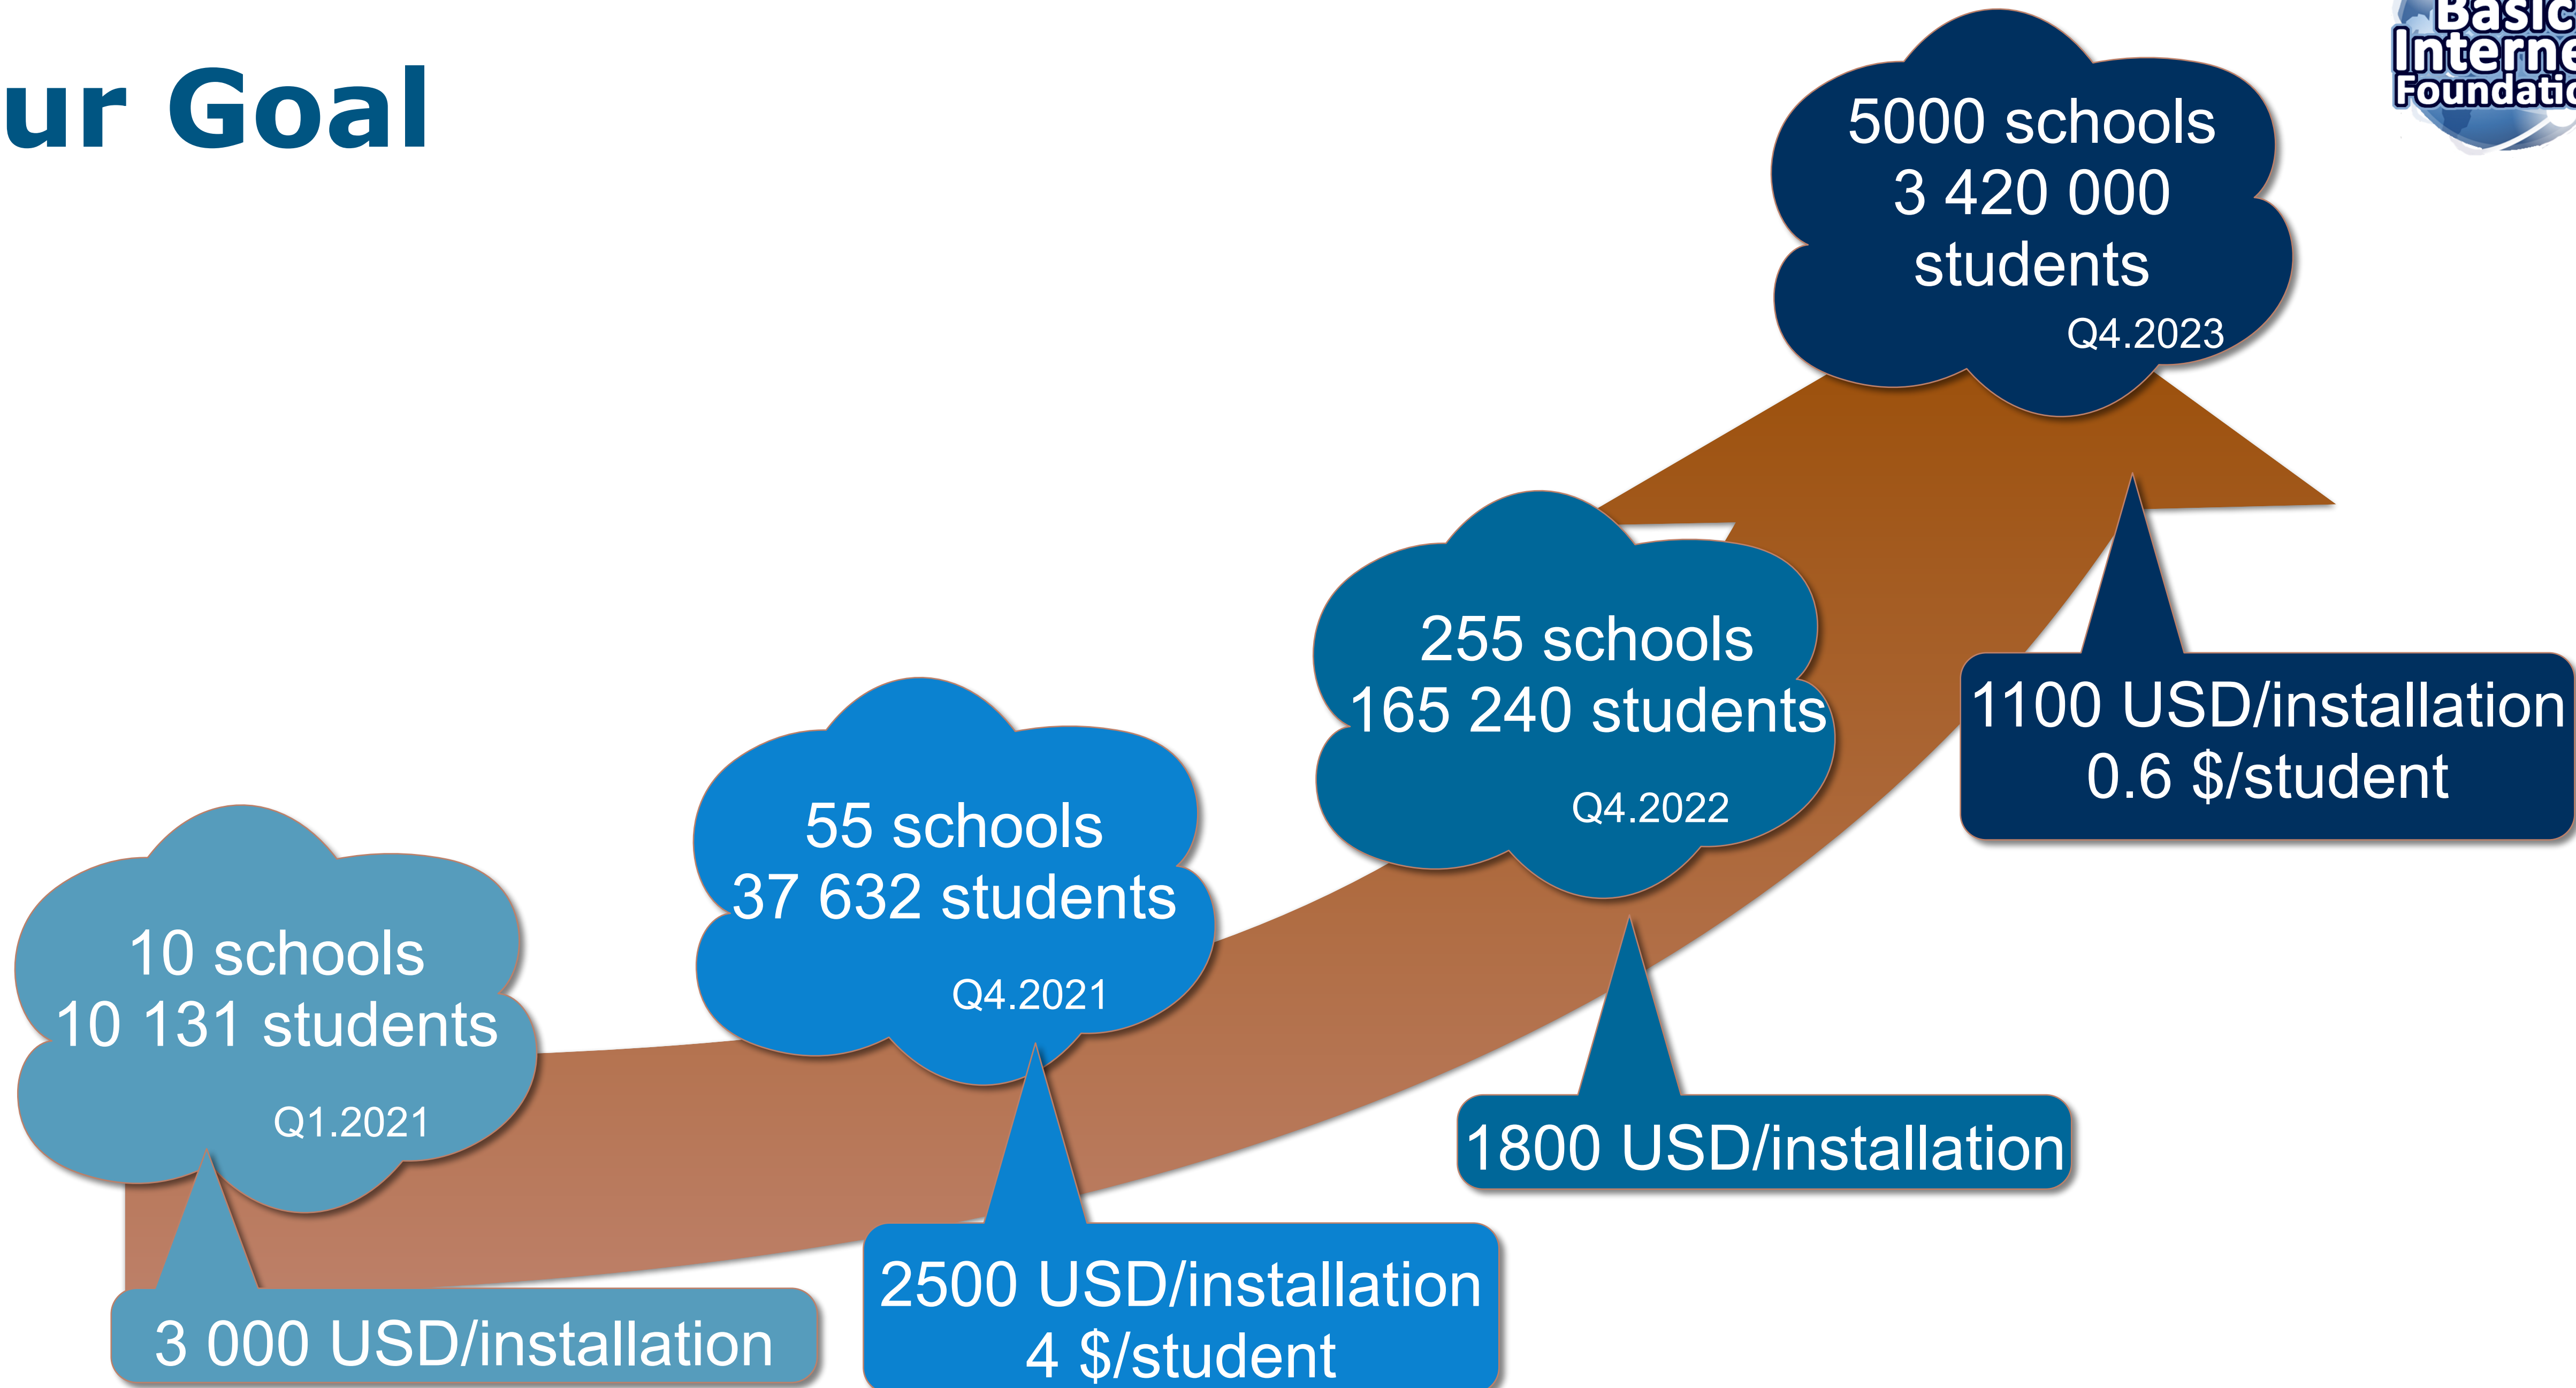 ur Goal
Basic
Interne
Foundatio
5000 schools
3 420 000
students
Q4.2023
255 schools
165 240 students
Q4.2022
1100 USD/installation
0.6 $/student
55 schools
37 632 students
Q4.2021
10 schools
10 131 students
Q1.2021
1800 USD/installation
2500 USD/installation
4 $/student
3 000 USD/installation